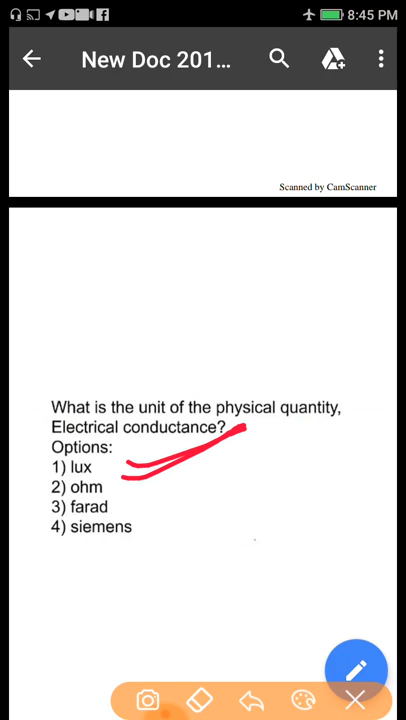 8:45 PM
New Doc 201...
Scanned by CamScanner
What is the unit of the physical quantity,
Electrical conductance?
Options:
1) lux
2) ohm
3) farad
4) siemens